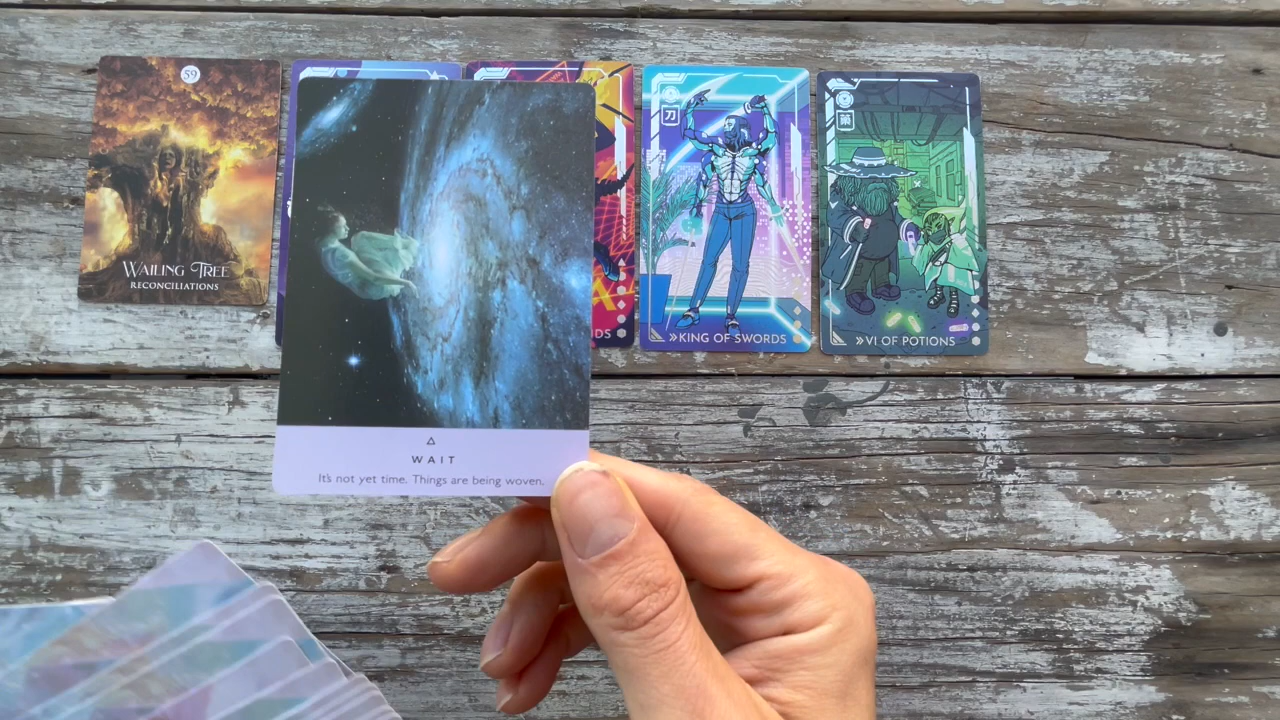 59
WAILING TREE
RECONCILIATIONS
WAIT
It's not yet time. Things are being woven.
刀
»KING OF SWORDS
»VI OF POTIONS